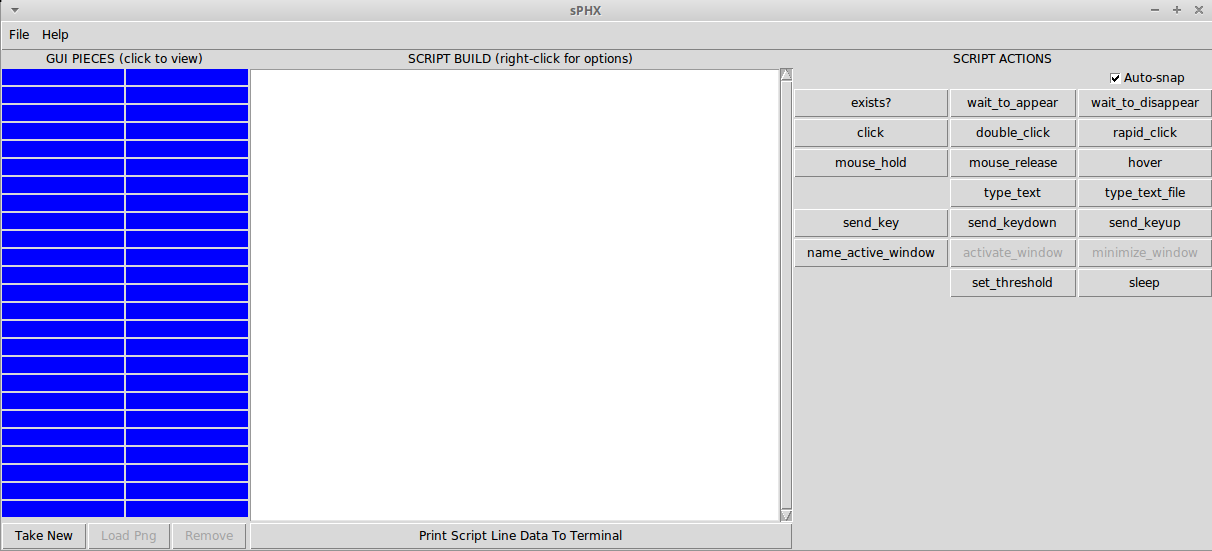 sPHX
File Help
GUI PIECES (click to view) SCRIPT BUILD (right-click for options) SCRIPT ACTIONS
Auto-snap
exists? wait_to_appear wait_to_disappear
click double_click rapid_click
mouse_hold mouse_release hover
type_text type_text_file
send_key send_keydown send_keyup
name_active_window activate_window minimize_window
set_threshold sleep
Take New Load Png Remove Print Script Line Data To Terminal